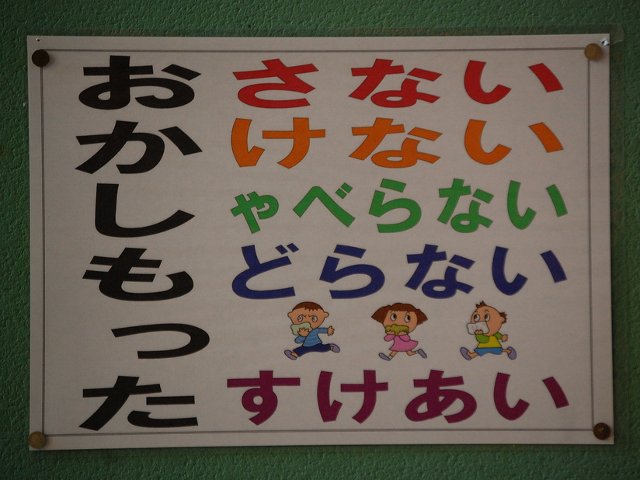 おさない
かけない
しゃべらない
もどらない
っ
たすけあい